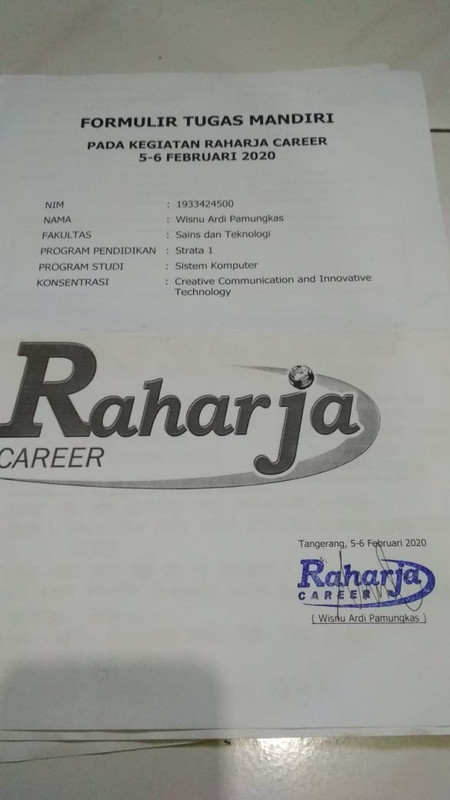 FORMULIR TUGAS MANDIRI
PADA KEGIATAN RAHARJA CAREER
5-6 FEBRUARI 2020
NIM : 1933424500
NAMA : Wisnu Ardi Pamungkas
FAKULTAS : Sains dan Teknologi
PROGRAM PENDIDIKAN : Strata 1
PROGRAM STUDI : Sistem Komputer
KONSENTRASI : Creative Communication and Innovative
Technology
Raharja
CAREER
Tangerang, 5-6 Februari 2020
Raharja
CAREER
( Wisnu Ardi Pamungkas )